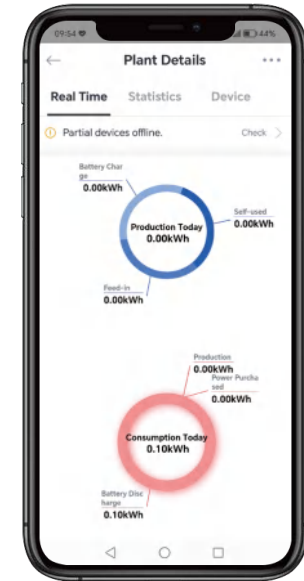 09:54 44%
Plant Details
Real Time Statistics Device
Partial devices offline. Check
Battery Char
ge
0.00kWh
Self-used
0.00kWh
Production Today
0.00kWh
Feed-in
0.00kWh
Production
0.00kWh
Power Purcha
sed
0.00kWh
Consumption Today
0.10kWh
Battery Disc
harge
0.10kWh